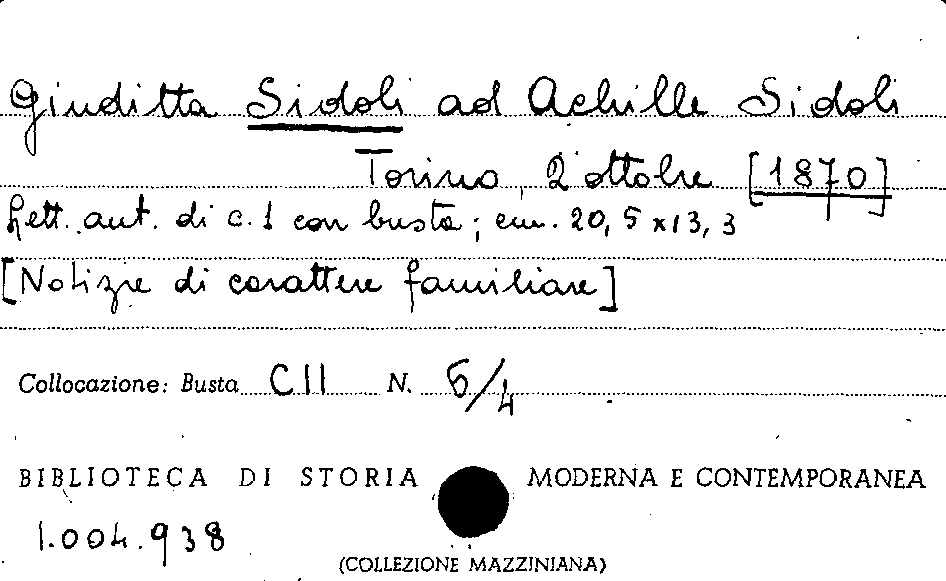 Giuditta Sidoli ad Achille Sidoli
Torino, 2 ottobre [1870]
Lett. aut. di c. 1 con busta; cm. 20,5 x 13,3
[Notizie di carattere familiare]
Collocazione: Busta CII N. 5/4
BIBLIOTECA DI STORIA MODERNA E CONTEMPORANEA
1.004.938
(COLLEZIONE MAZZINIANA)